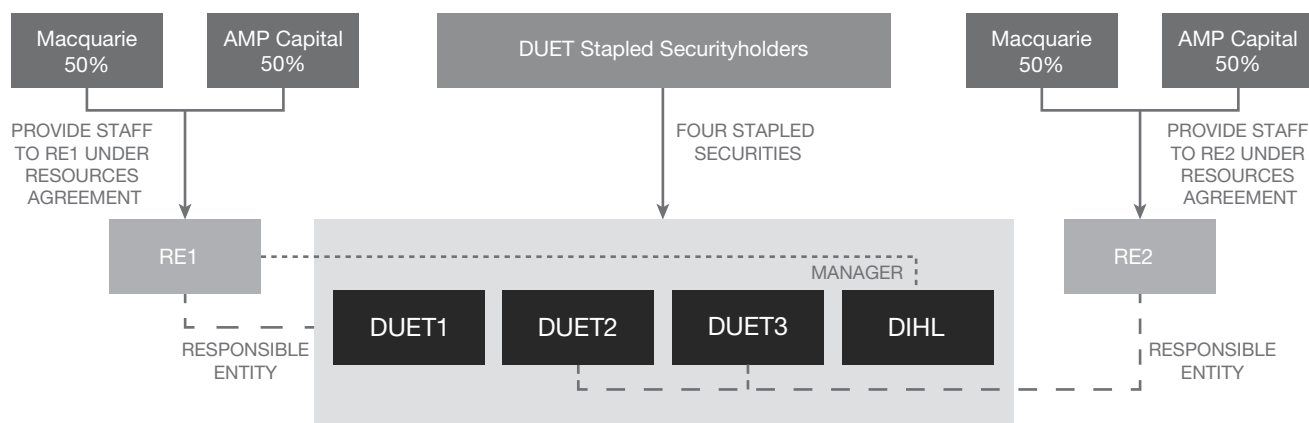 Macquarie
50%
AMP Capital
50%
DUET Stapled Securityholders
Macquarie
50%
AMP Capital
50%
PROVIDE STAFF
TO RE1 UNDER
RESOURCES
AGREEMENT
FOUR STAPLED
SECURITIES
PROVIDE STAFF
TO RE2 UNDER
RESOURCES
AGREEMENT
RE1
RE2
MANAGER
DUET1
DUET2
DUET3
DIHL
RESPONSIBLE
ENTITY
RESPONSIBLE
ENTITY